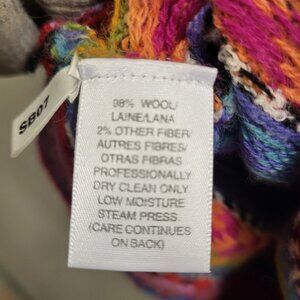 SB07
98% WOOL/
LAINE/LANA
2% OTHER FIBER/
AUTRES FIBRES/
OTRAS FIBRAS
PROFESSIONALLY
DRY CLEAN ONLY
LOW MOISTURE
STEAM PRESS.
(CARE CONTINUES
ON BACK)